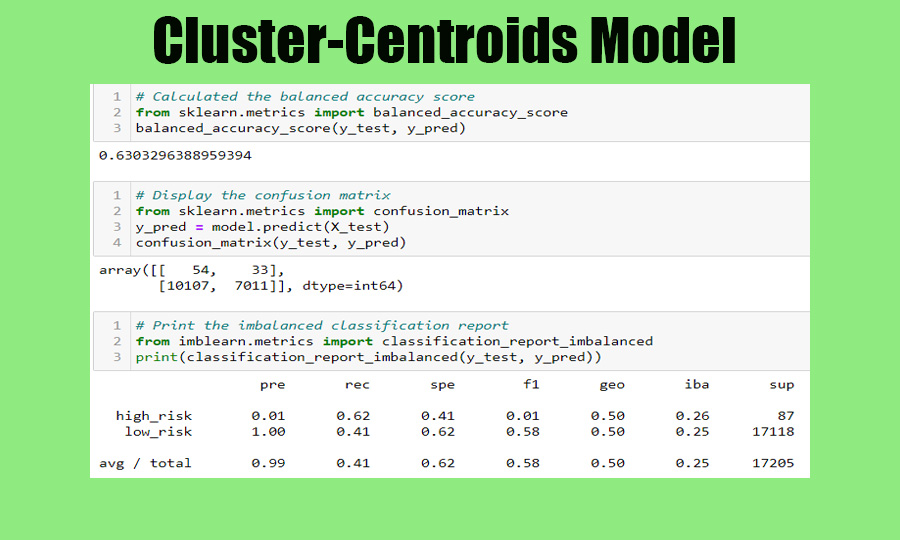 Cluster-Centroids Model
1 # Calculated the balanced accuracy score
2 from sklearn.metrics import balanced_accuracy_score
3 balanced_accuracy_score(y_test, y_pred)
0.6303296388959394
1 # Display the confusion matrix
2 from sklearn.metrics import confusion_matrix
3 y_pred = model.predict(X_test)
4 confusion_matrix(y_test, y_pred)
array([[   54,    33],
       [10107,  7011]], dtype=int64)
1 # Print the imbalanced classification report
2 from imblearn.metrics import classification_report_imbalanced
3 print(classification_report_imbalanced(y_test, y_pred))
pre rec spe f1 geo iba sup
high_risk 0.01 0.62 0.41 0.01 0.50 0.26 87
low_risk 1.00 0.41 0.62 0.58 0.50 0.25 17118
avg / total 0.99 0.41 0.62 0.58 0.50 0.25 17205